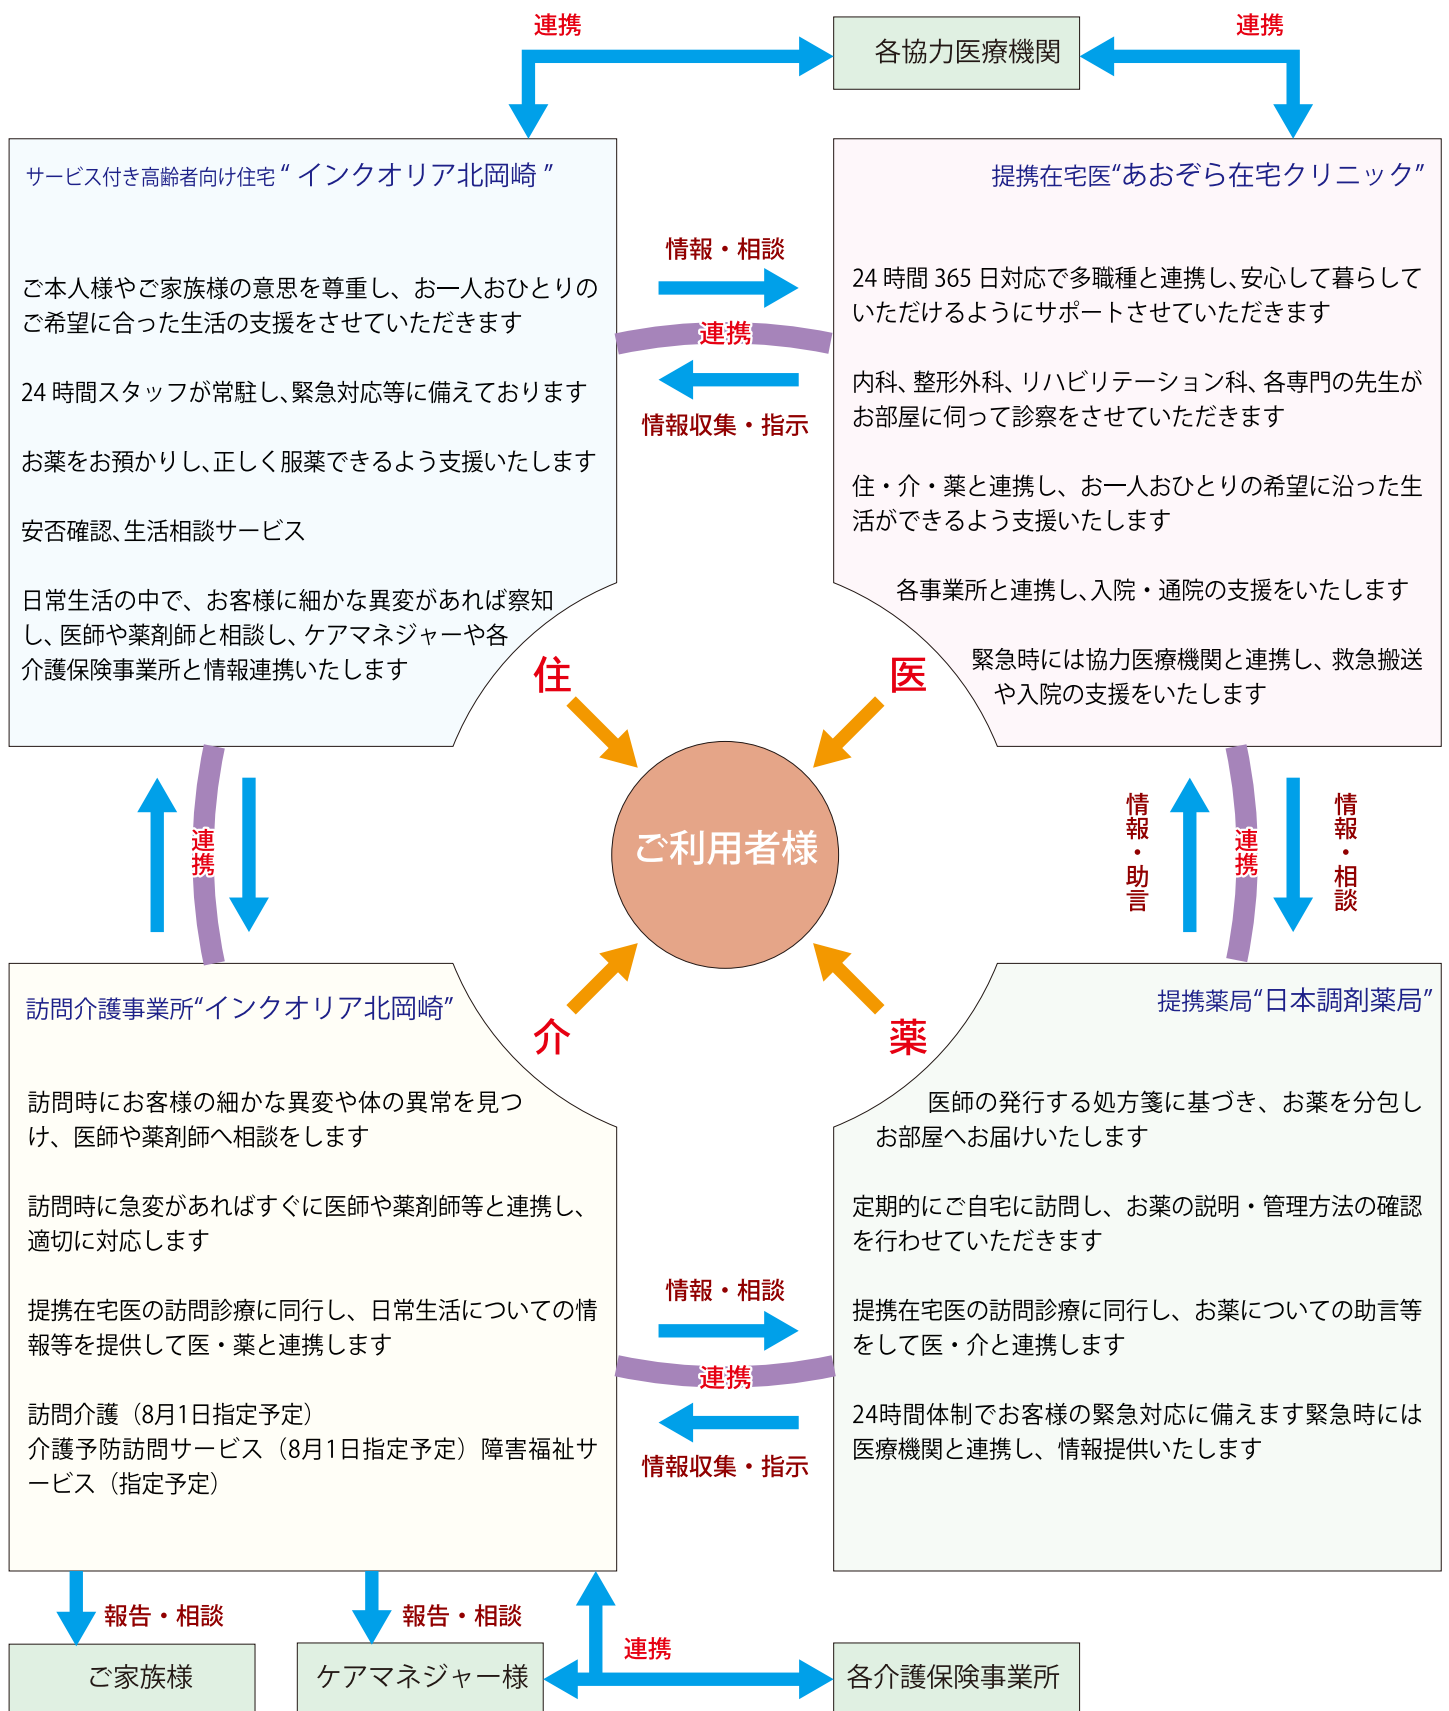 連携
各協力医療機関
連携
サービス付き高齢者向け住宅“ インクオリア北岡崎 ”
ご本人様やご家族様の意思を尊重し、お一人おひとりの
ご希望に合った生活の支援をさせていただきます
24 時間スタッフが常駐し、緊急対応等に備えております
お薬をお預かりし、正しく服薬できるよう支援いたします
安否確認、生活相談サービス
日常生活の中で、お客様に細かな異変があれば察知
し、医師や薬剤師と相談し、ケアマネジャーや各
介護保険事業所と情報連携いたします
情報・相談
連携
情報収集・指示
提携在宅医“あおぞら在宅クリニック”
24 時間 365 日対応で多職種と連携し、安心して暮らして
いただけるようにサポートさせていただきます
内科、整形外科、リハビリテーション科、各専門の先生が
お部屋に伺って診察をさせていただきます
住・介・薬と連携し、お一人おひとりの希望に沿った生
活ができるよう支援いたします
各事業所と連携し、入院・通院の支援をいたします
緊急時には協力医療機関と連携し、救急搬送
や入院の支援をいたします
住
医
ご利用者様
介
薬
連携
情報・助言
連携
情報・相談
訪問介護事業所“インクオリア北岡崎”
訪問時にお客様の細かな異変や体の異常を見つ
け、医師や薬剤師へ相談をします
訪問時に急変があればすぐに医師や薬剤師等と連携し、
適切に対応します
提携在宅医の訪問診療に同行し、日常生活についての情
報等を提供して医・薬と連携します
訪問介護（8月1日指定予定）
介護予防訪問サービス（8月1日指定予定）障害福祉サ
ービス（指定予定）
情報・相談
連携
情報収集・指示
提携薬局“日本調剤薬局”
医師の発行する処方箋に基づき、お薬を分包し
お部屋へお届けいたします
定期的にご自宅に訪問し、お薬の説明・管理方法の確認
を行わせていただきます
提携在宅医の訪問診療に同行し、お薬についての助言等
をして医・介と連携します
24時間体制でお客様の緊急対応に備えます緊急時には
医療機関と連携し、情報提供いたします
報告・相談
報告・相談
連携
ご家族様
ケアマネジャー様
各介護保険事業所